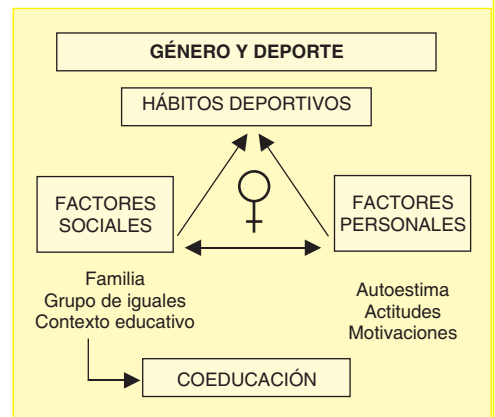 GÉNERO Y DEPORTE
HÁBITOS DEPORTIVOS
FACTORES
SOCIALES
FACTORES
PERSONALES
Familia
Grupo de iguales
Contexto educativo
Autoestima
Actitudes
Motivaciones
COEDUCACIÓN